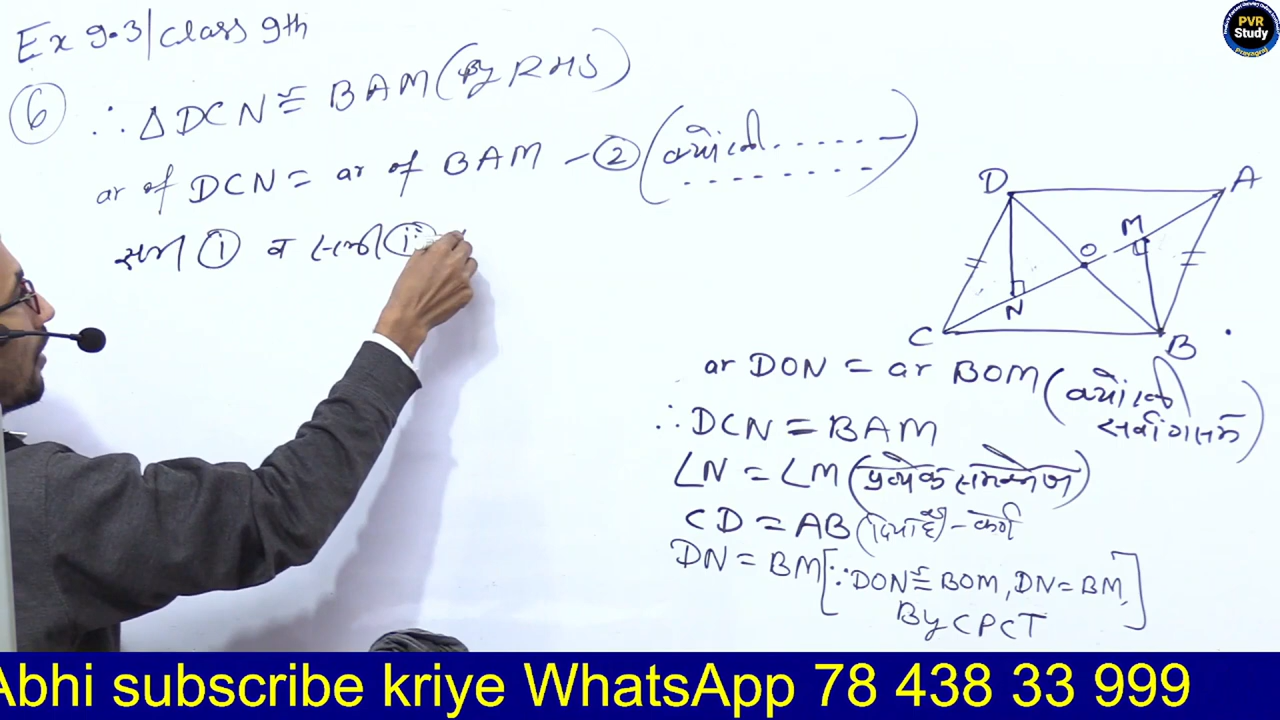 Ex 9.3/class 9th
6 ∴ △DCN ≅ BAM (By RHS)
ar of DCN = ar of BAM - 2 (क्योंकि ........
........)
समी 1 व समी ii
D A
M
O
N
C B
ar DON = ar BOM (क्योंकि
सर्वांगसम)
∴ DCN = BAM
∠N = ∠M (प्रत्येक समकोण)
CD = AB (दिया है) - कर्ण
DN = BM [∵ DON ≅ BOM, DN = BM,
By CPCT]
PVR
Study
Prayagraj
Abhi subscribe kriye WhatsApp 78 438 33 999